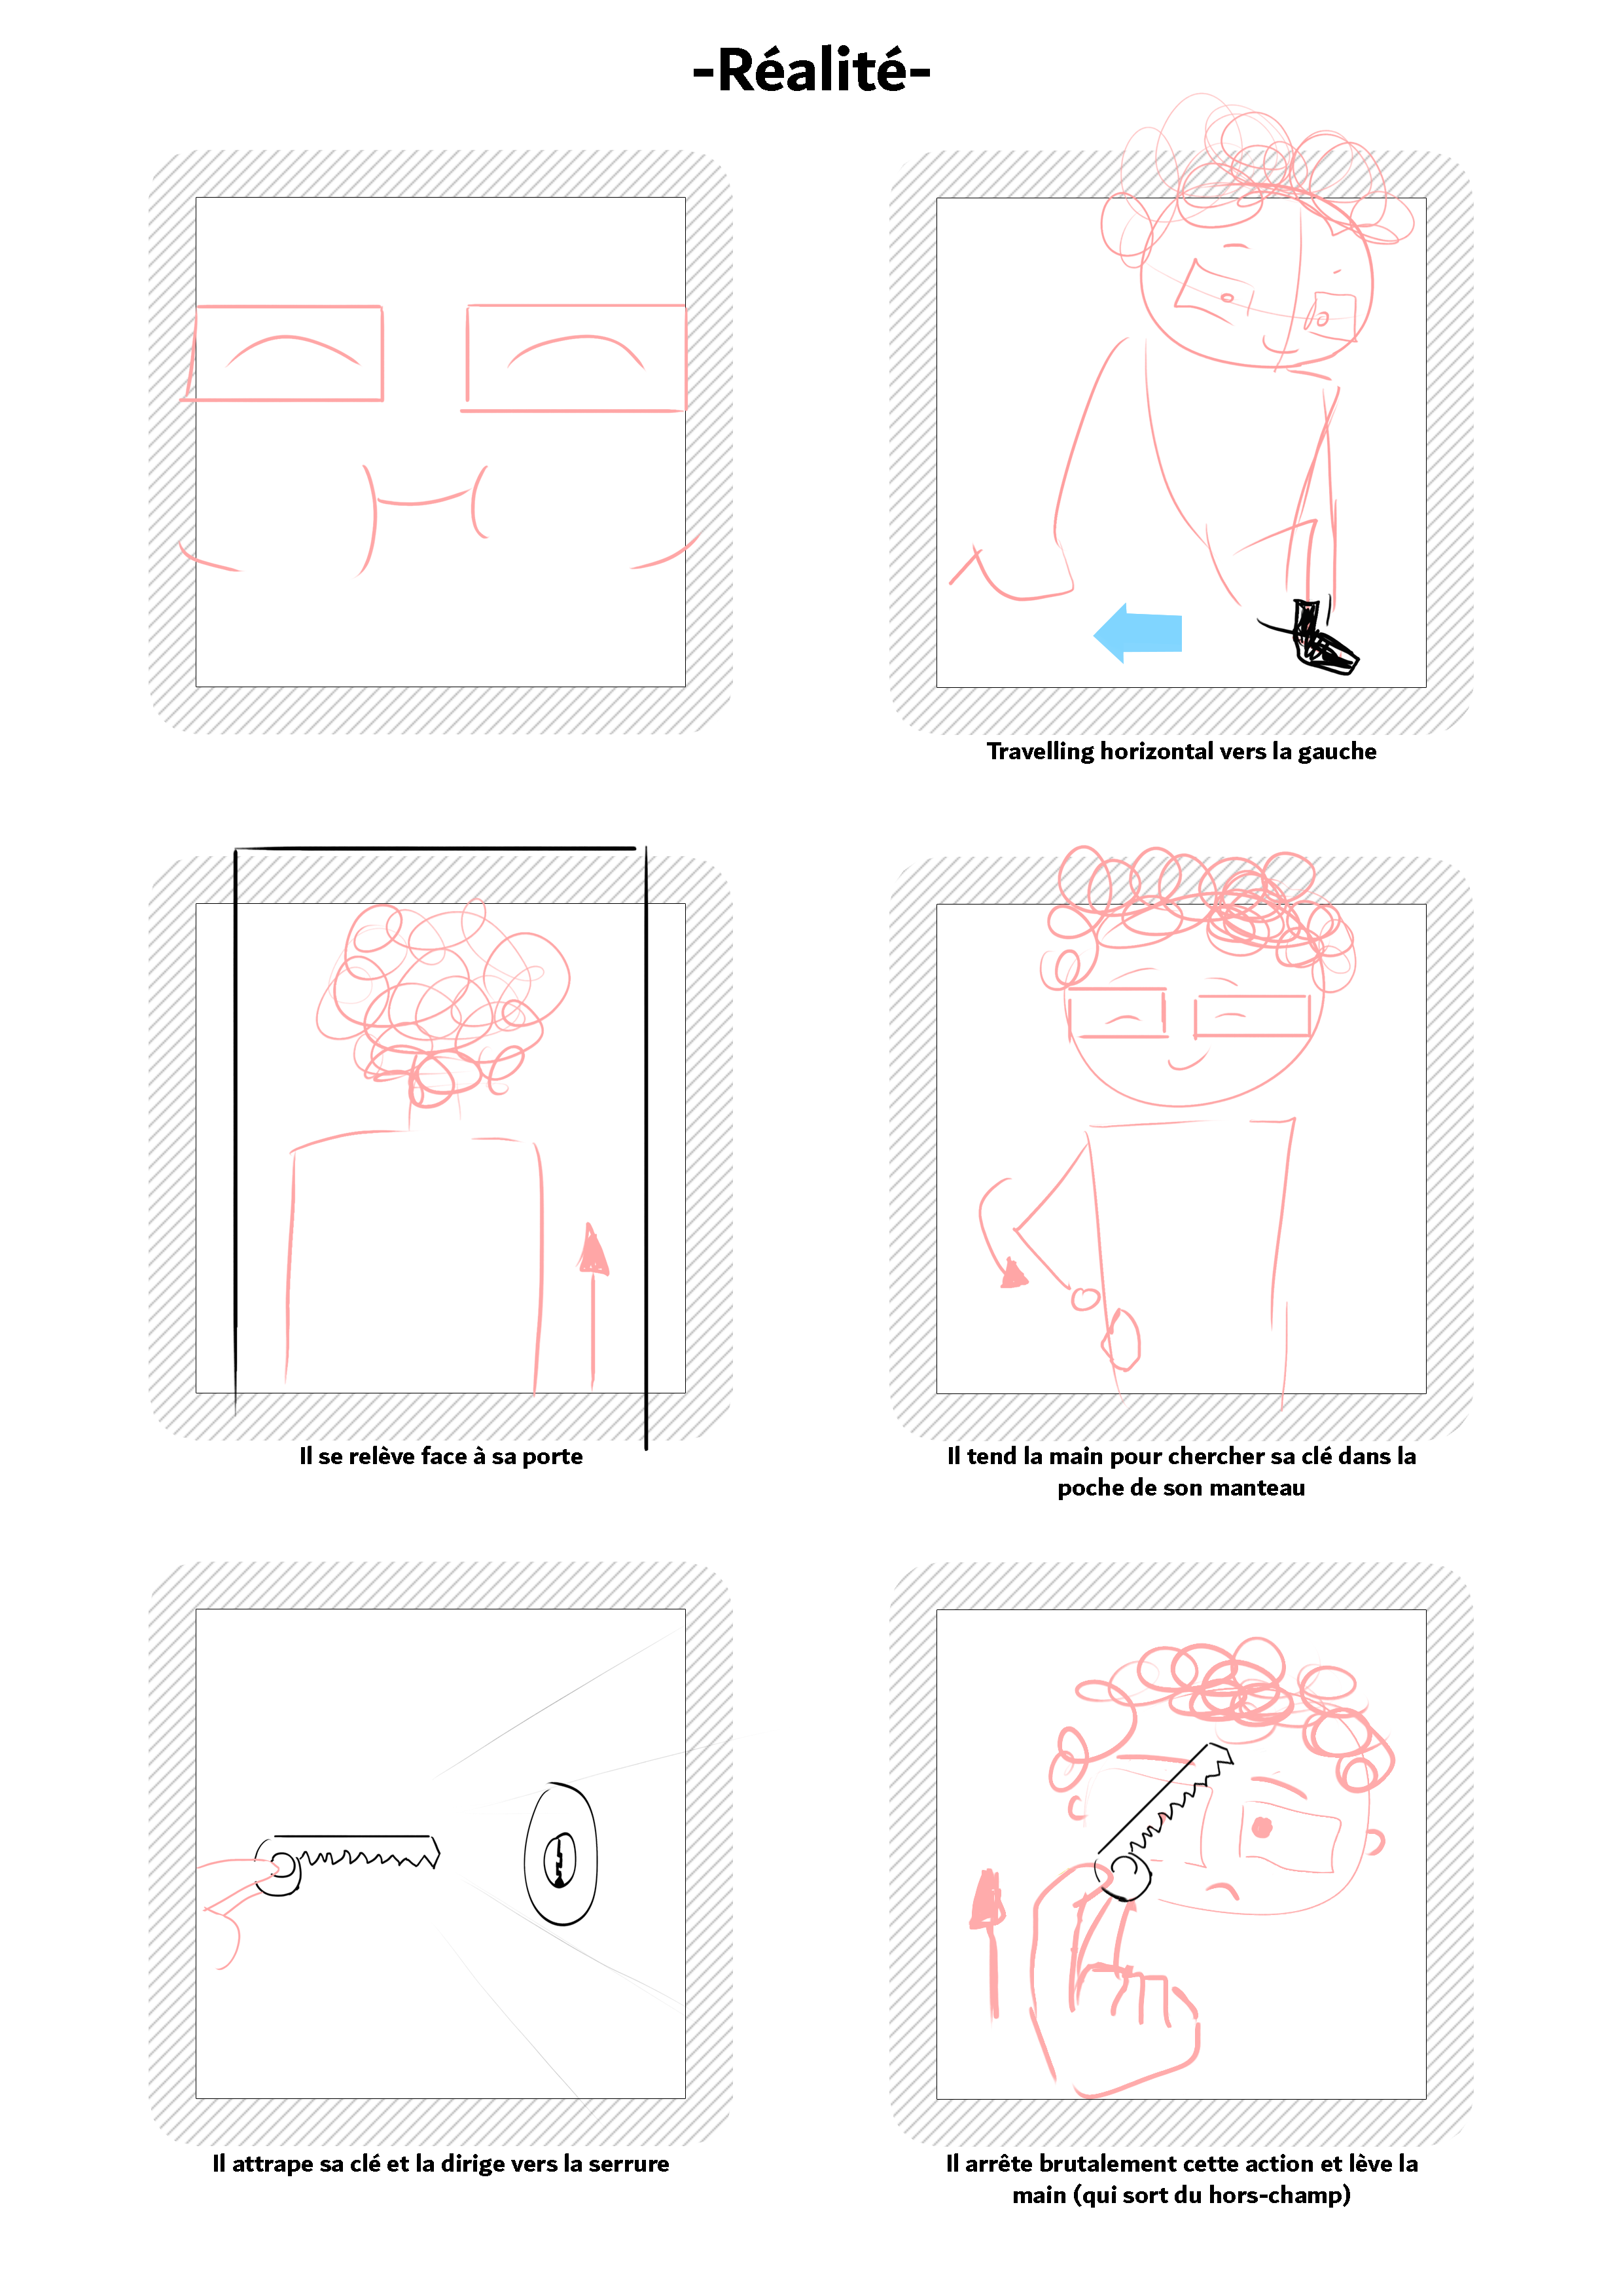 -Réalité-
Travelling horizontal vers la gauche
Il se relève face à sa porte
Il tend la main pour chercher sa clé dans la
poche de son manteau
Il attrape sa clé et la dirige vers la serrure
Il arrête brutalement cette action et lève la
main (qui sort du hors-champ)